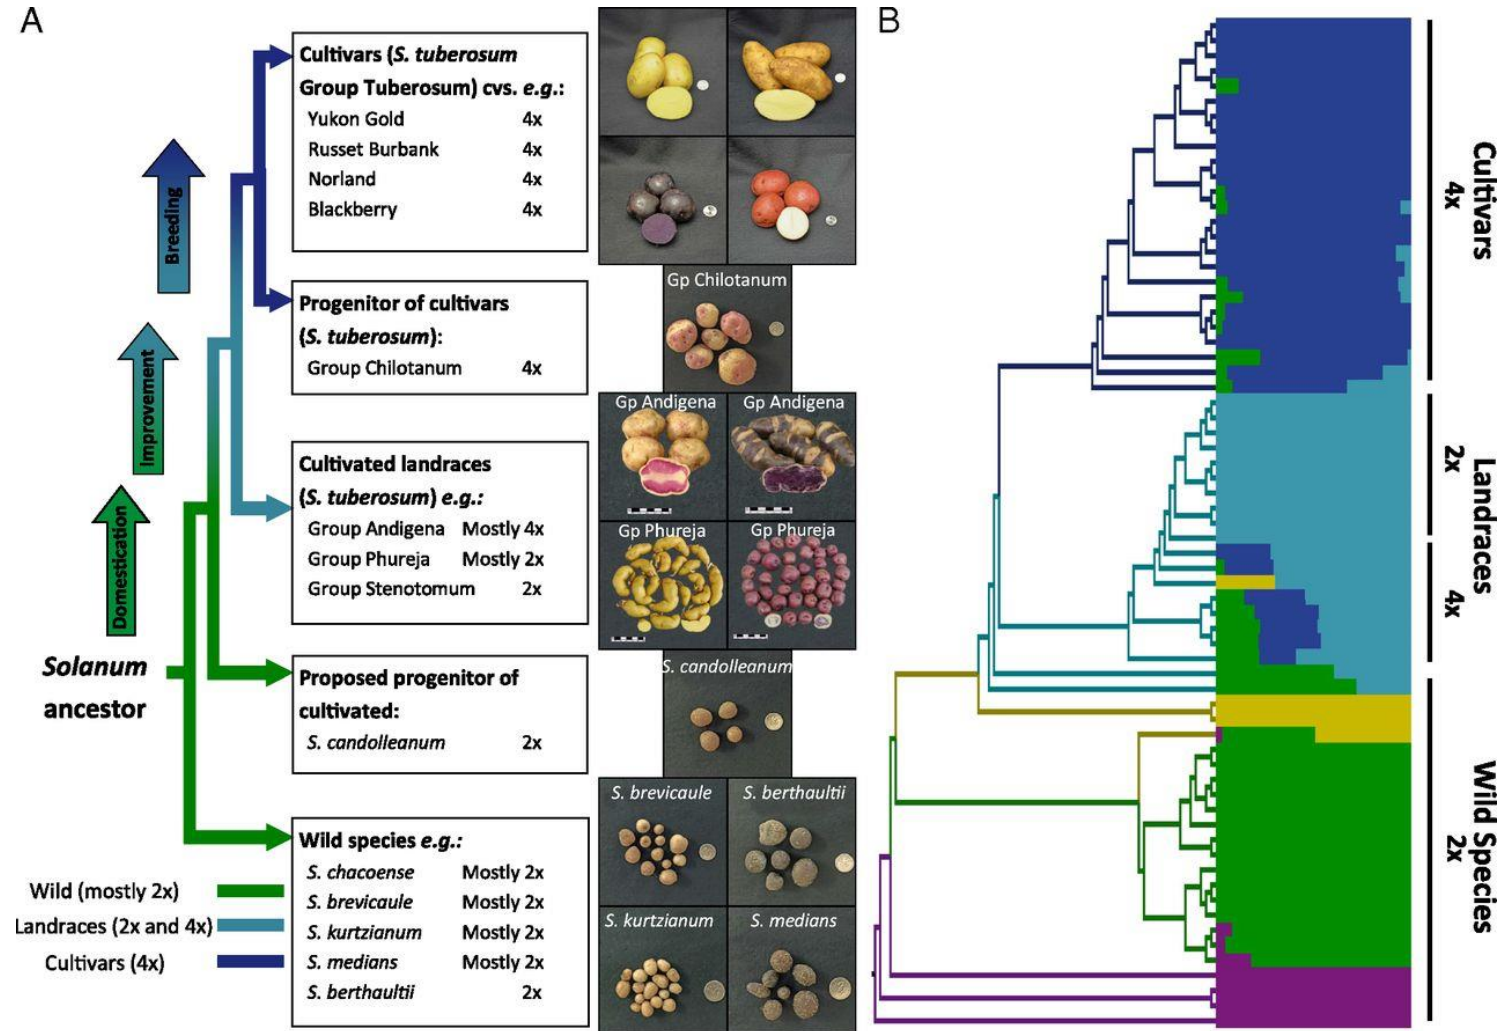 A
Cultivars (S. tuberosum
Group Tuberosum) cvs. e.g.:
Yukon Gold 4x
Russet Burbank 4x
Norland 4x
Blackberry 4x
Breeding
Progenitor of cultivars
(S. tuberosum):
Group Chilotanum 4x
Improvement
Cultivated landraces
(S. tuberosum) e.g.:
Group Andigena Mostly 4x
Group Phureja Mostly 2x
Group Stenotomum 2x
Domestication
Solanum
ancestor
Proposed progenitor of
cultivated:
S. candolleanum 2x
Wild species e.g.:
S. chacoense Mostly 2x
S. brevicaule Mostly 2x
S. kurtzianum Mostly 2x
S. medians Mostly 2x
S. berthaultii 2x
Wild (mostly 2x)
Landraces (2x and 4x)
Cultivars (4x)
Gp Chilotanum
Gp Andigena
Gp Andigena
Gp Phureja
Gp Phureja
S. candolleanum
S. brevicaule
S. berthaultii
S. kurtzianum
S. medians
B
Cultivars
4x
Landraces
2x
4x
Wild Species
2x